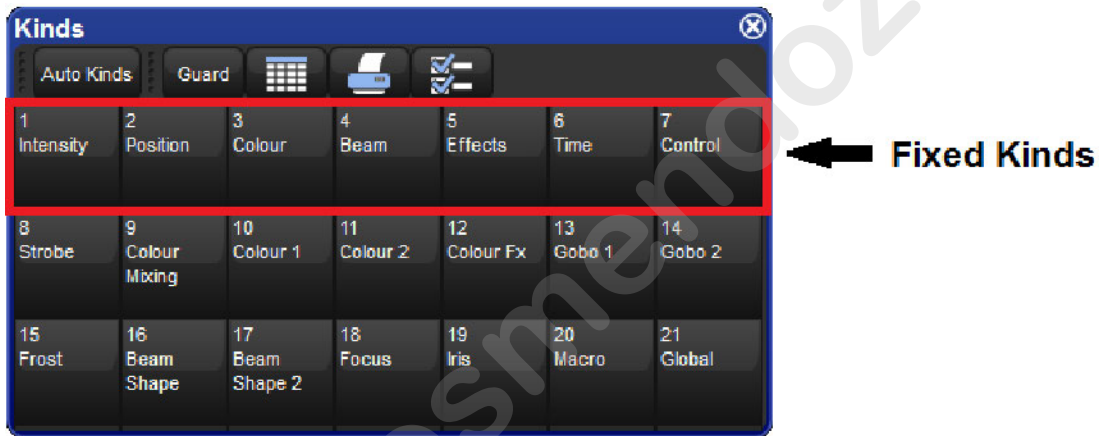 Kinds
Auto Kinds Guard
1 2 3 4 5 6 7
Intensity Position Colour Beam Effects Time Control
Fixed Kinds
8 9 10 11 12 13 14
Strobe Colour Colour 1 Colour 2 Colour Fx Gobo 1 Gobo 2
Mixing
15 16 17 18 19 20 21
Frost Beam Beam Focus Iris Macro Global
Shape Shape 2
smendoz